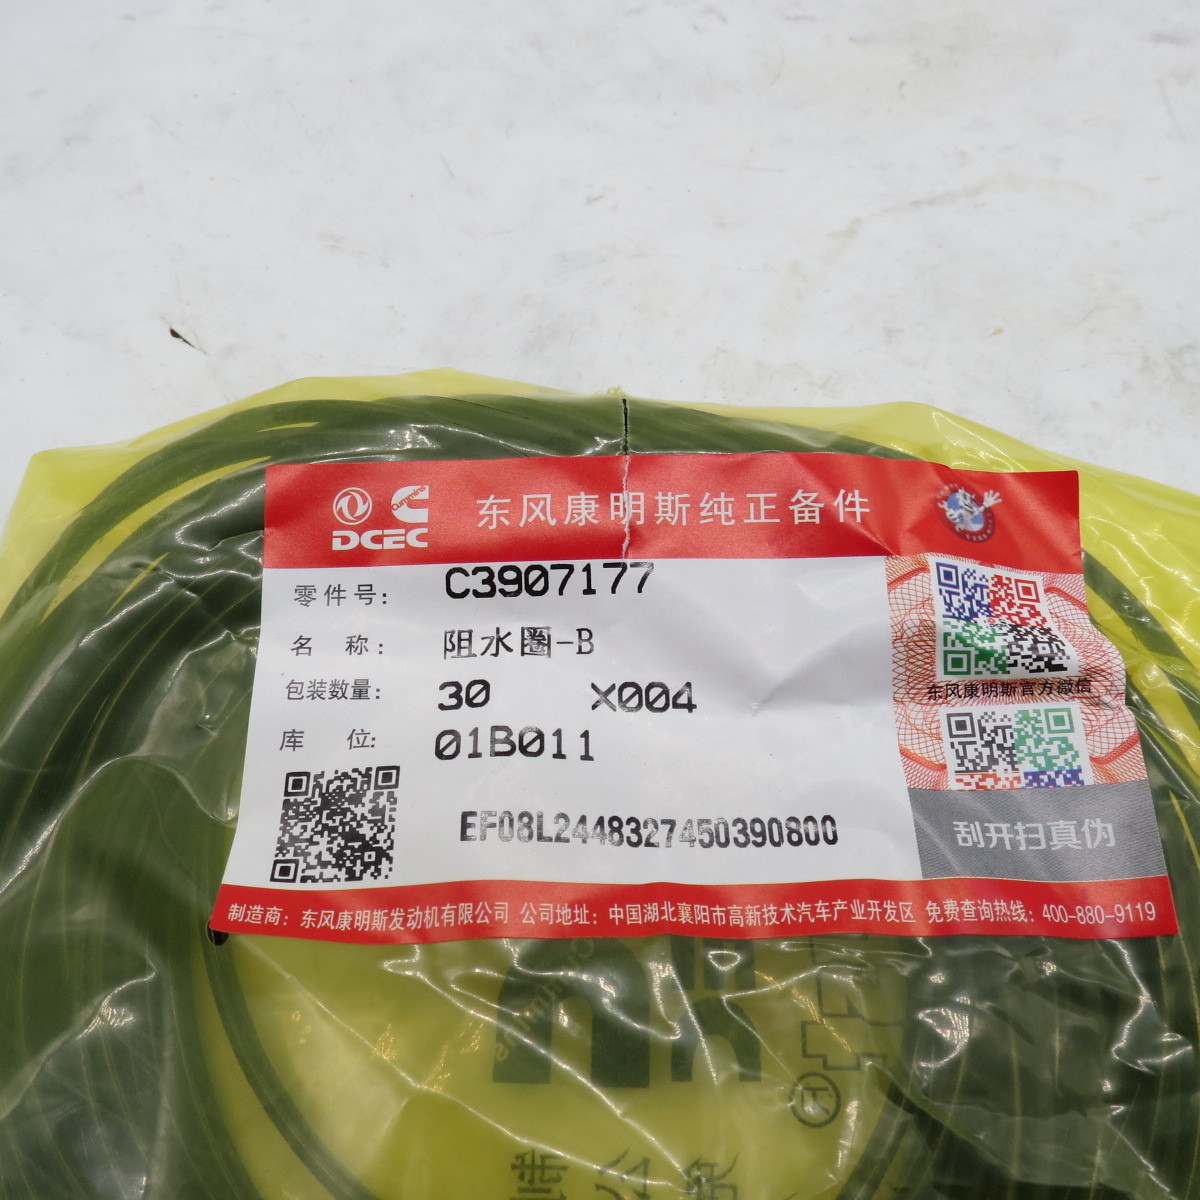 DCEC
Cummins
东风康明斯纯正备件
零件号: C3907177
名 称: 阻水圈-B
包装数量: 30 X004
库 位: 01B011
EF08L2448327450390800
东风康明斯官方微信
刮开扫真伪
制造商: 东风康明斯发动机有限公司 公司地址: 中国湖北襄阳市高新技术汽车产业开发区 免费查询热线: 400-880-9119